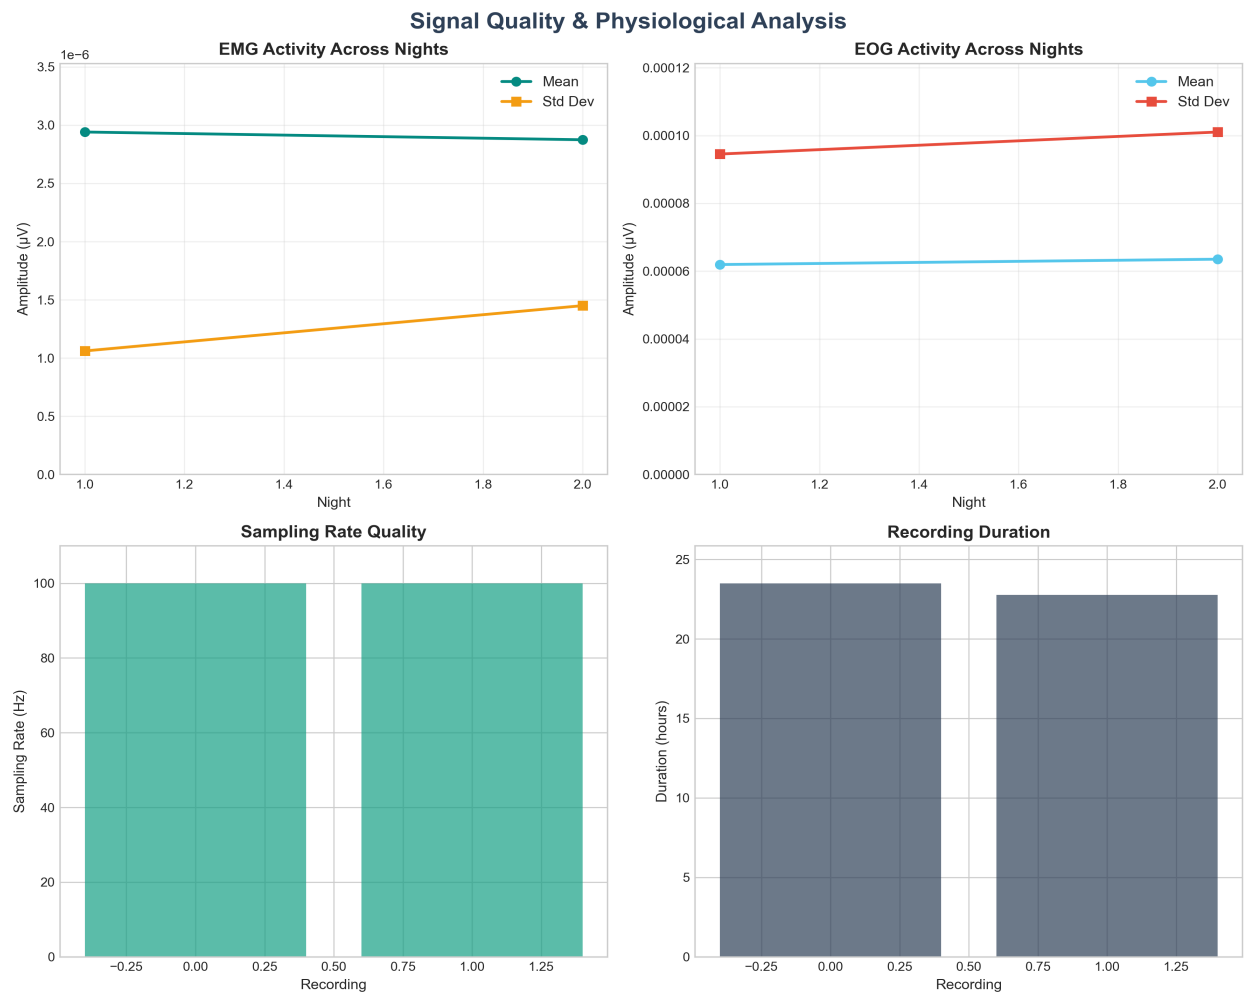 Signal Quality & Physiological Analysis
EMG Activity Across Nights
1e−6
3.5
3.0
2.5
2.0
1.5
1.0
0.5
0.0
Amplitude (μV)
Mean
Std Dev
1.0 1.2 1.4 1.6 1.8 2.0
Night
EOG Activity Across Nights
0.00012
0.00010
0.00008
0.00006
0.00004
0.00002
0.00000
Amplitude (μV)
Mean
Std Dev
1.0 1.2 1.4 1.6 1.8 2.0
Night
Sampling Rate Quality
100
80
60
40
20
0
Sampling Rate (Hz)
−0.25 0.00 0.25 0.50 0.75 1.00 1.25
Recording
Recording Duration
25
20
15
10
5
0
Duration (hours)
−0.25 0.00 0.25 0.50 0.75 1.00 1.25
Recording